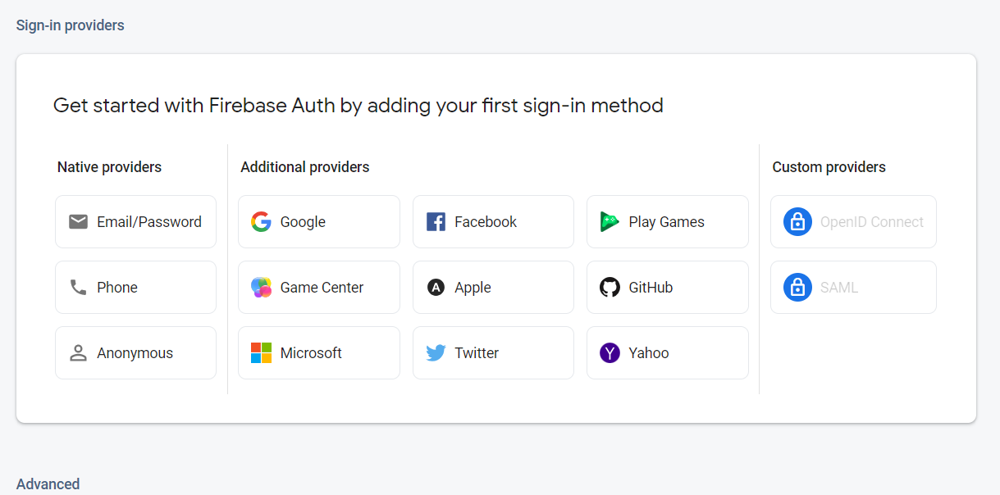 Sign-in providers
Get started with Firebase Auth by adding your first sign-in method
Native providers
Email/Password
Phone
Anonymous
Additional providers
Google
Facebook
Play Games
Game Center
Apple
GitHub
Microsoft
Twitter
Yahoo
Custom providers
OpenID Connect
SAML
Advanced